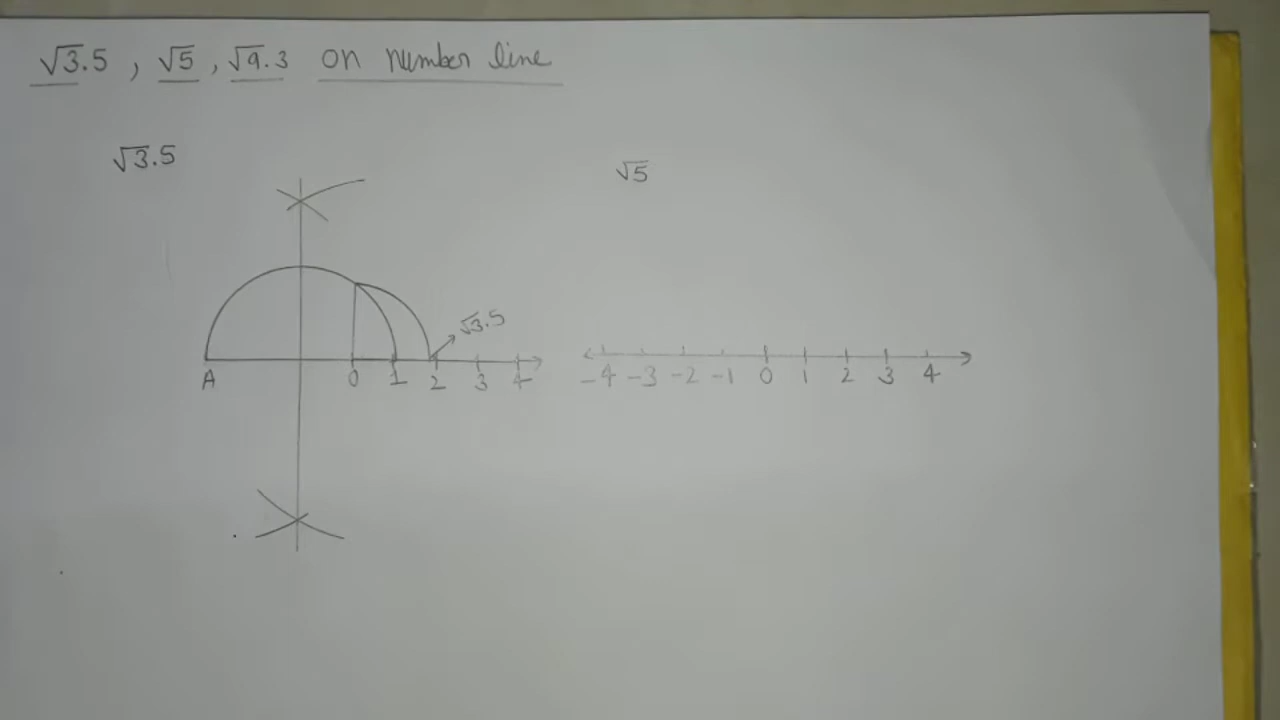 √3.5 , √5 , √9.3 on number line
√3.5
√5
√3.5
A 0 1 2 3 4
-4 -3 -2 -1 0 1 2 3 4